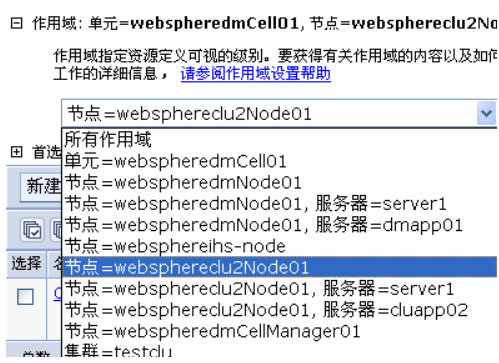 作用域: 单元=webspheredmCell01, 节点=websphereclu2No
作用域指定资源定义可视的级别。要获得有关作用域的内容以及如何
工作的详细信息， 请参阅作用域设置帮助
节点=websphereclu2Node01
所有作用域
首选
单元=webspheredmCell01
新建
节点=webspheredmNode01
节点=webspheredmNode01, 服务器=server1
节点=webspheredmNode01, 服务器=dmapp01
节点=websphereihs-node
选择
节点=websphereclu2Node01
节点=websphereclu2Node01, 服务器=server1
节点=websphereclu2Node01, 服务器=cluapp02
节点=webspheredmCellManager01
总数
集群=testclu